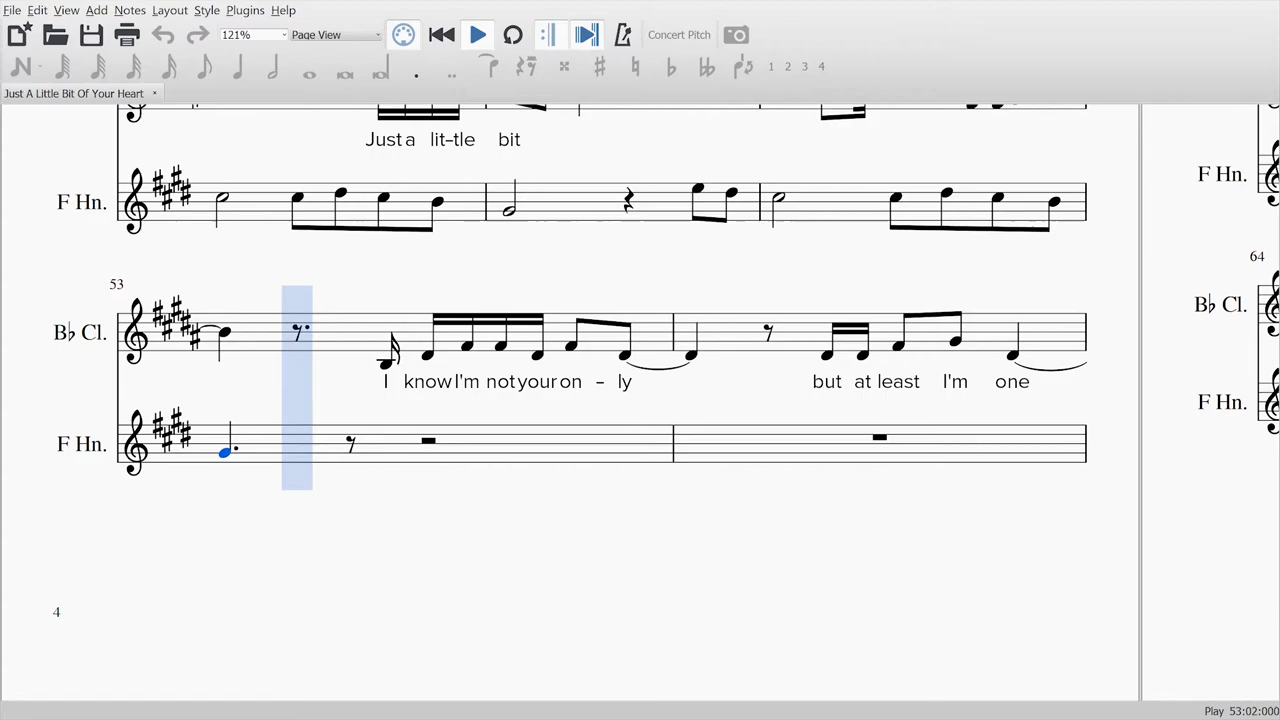 File Edit View Add Notes Layout Style Plugins Help
121% Page View Concert Pitch
1 2 3 4
Just A Little Bit Of Your Heart ×
Just a lit-tle bit
F Hn.
F Hn.
53
64
B♭ Cl.
B♭ Cl.
I know I'm not your on - ly but at least I'm one
F Hn.
F Hn.
4
Play 53:02:000